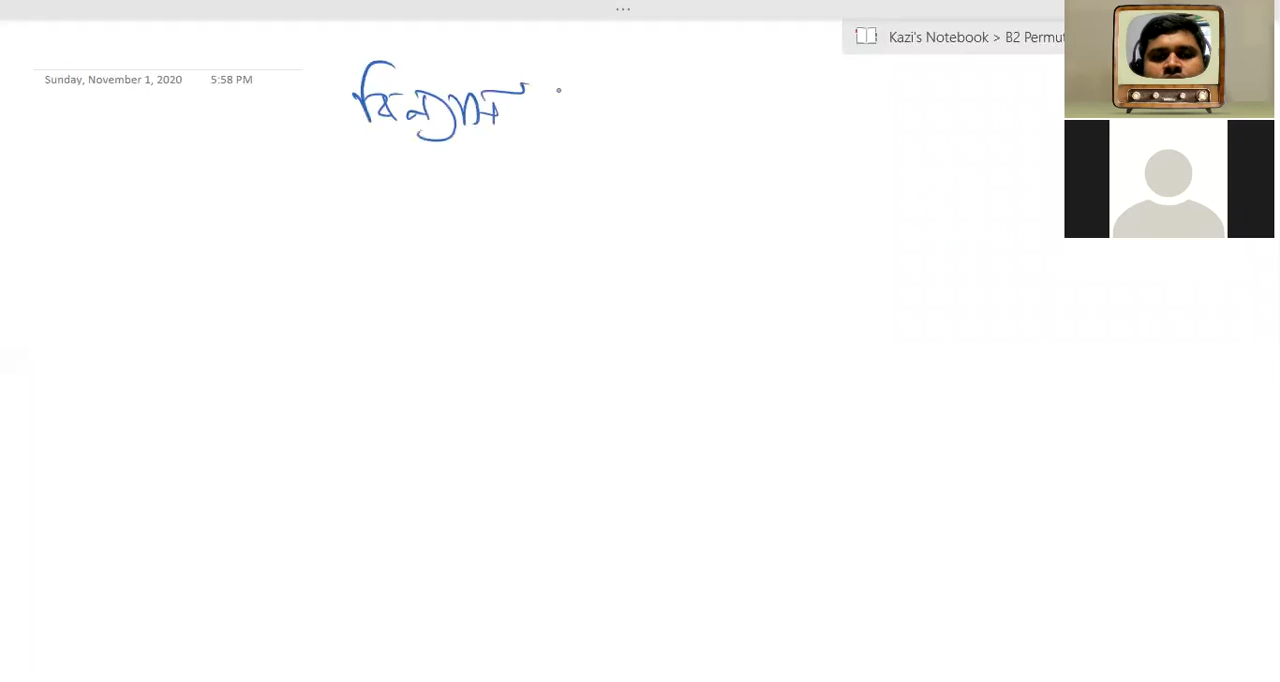 Kazi's Notebook > B2 Permut
Sunday, November 1, 2020 5:58 PM
বিন্যাস